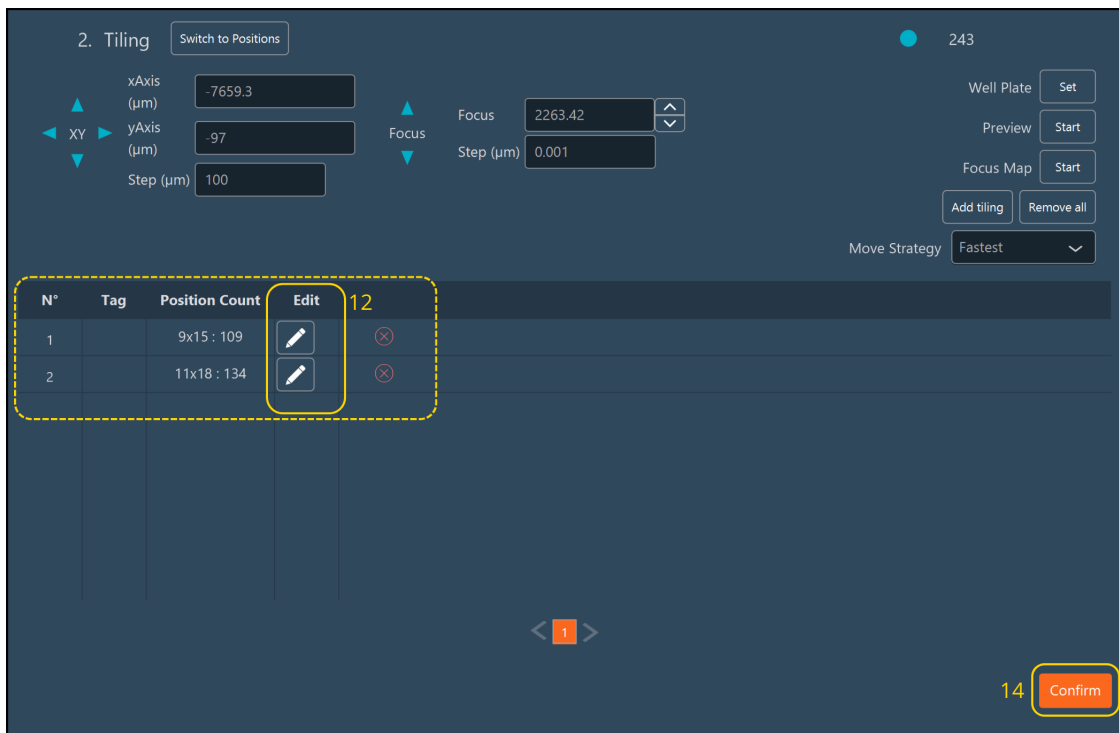 2. Tiling
Switch to Positions
243
xAxis
(µm)
-7659.3
XY
yAxis
(µm)
-97
Step (µm)
100
Focus
Focus
2263.42
Step (µm)
0.001
Well Plate
Set
Preview
Start
Focus Map
Start
Add tiling
Remove all
Move Strategy
Fastest
N° Tag Position Count Edit 12
1 9x15 : 109
2 11x18 : 134
1
14 Confirm